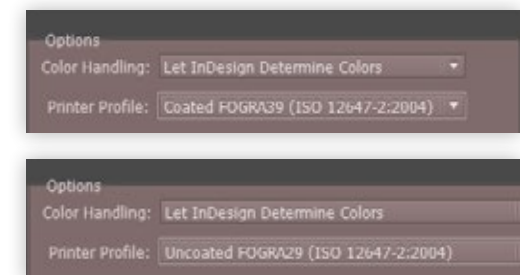 Options
Color Handling: Let InDesign Determine Colors
Printer Profile: Coated FOGRA39 (ISO 12647-2:2004)
Options
Color Handling: Let InDesign Determine Colors
Printer Profile: Uncoated FOGRA29 (ISO 12647-2:2004)